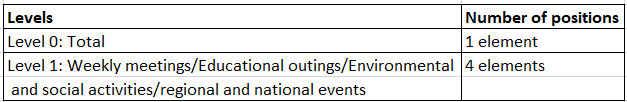 Levels Number of positions
Level 0: Total 1 element
Level 1: Weekly meetings/Educational outings/Environmental 4 elements
and social activities/regional and national events